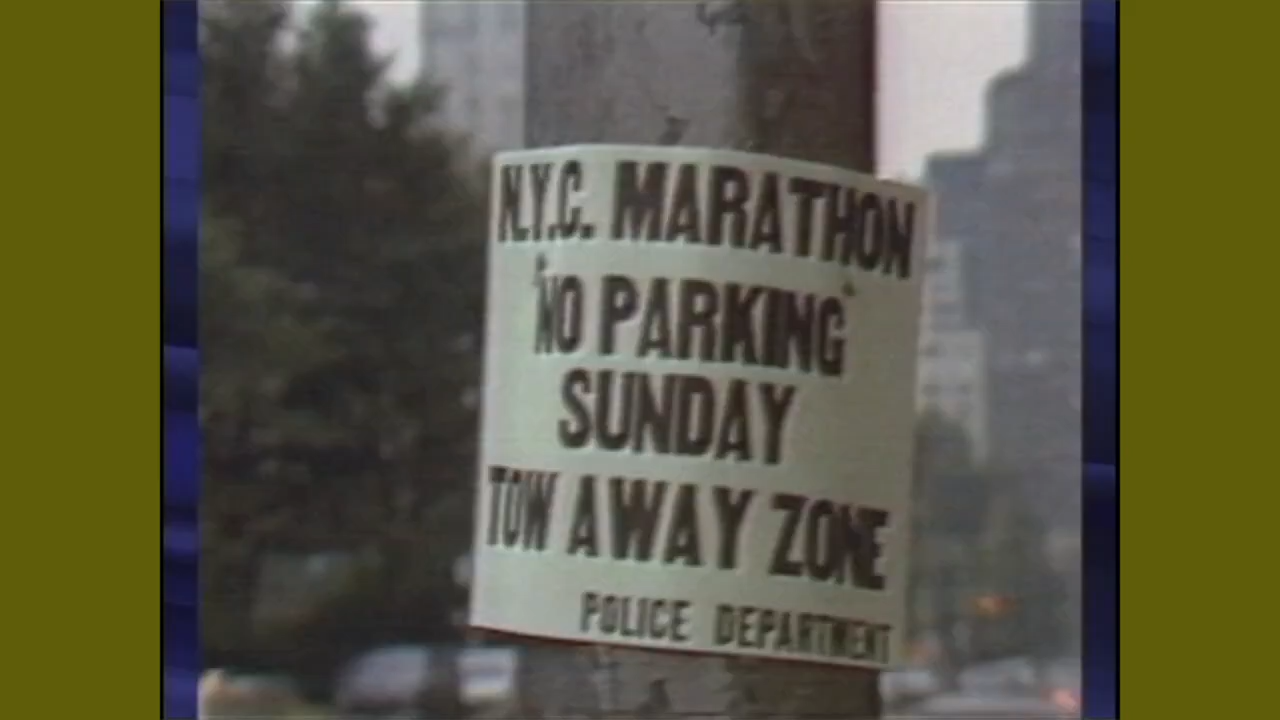 N.Y.C. MARATHON
NO PARKING
SUNDAY
TOW AWAY ZONE
POLICE DEPARTMENT